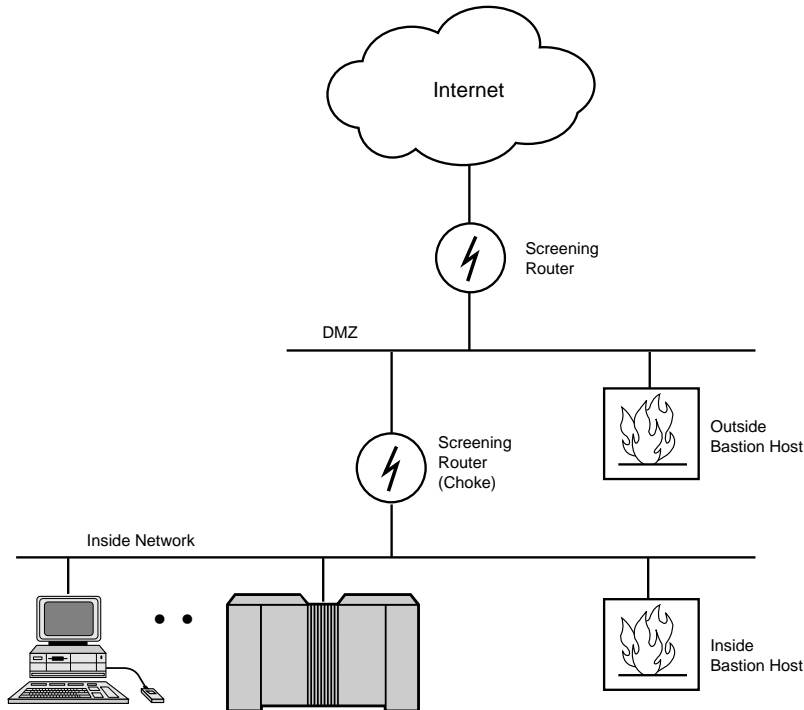 Internet
Screening
Router
DMZ
Outside
Bastion Host
Screening
Router
(Choke)
Inside Network
Inside
Bastion Host